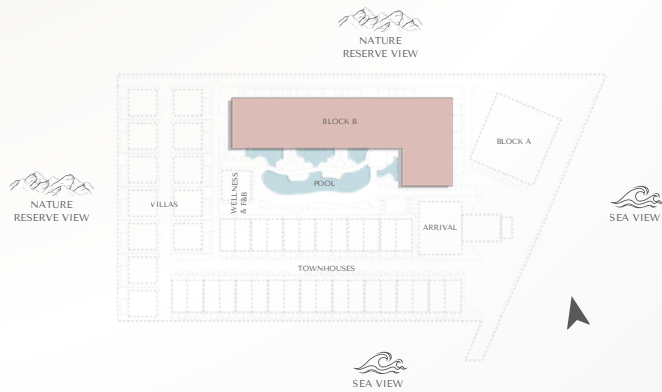 NATURE
RESERVE VIEW
BLOCK B
BLOCK A
POOL
NATURE
RESERVE VIEW
VILLAS
WELLNESS
& F&B
SEA VIEW
ARRIVAL
TOWNHOUSES
SEA VIEW